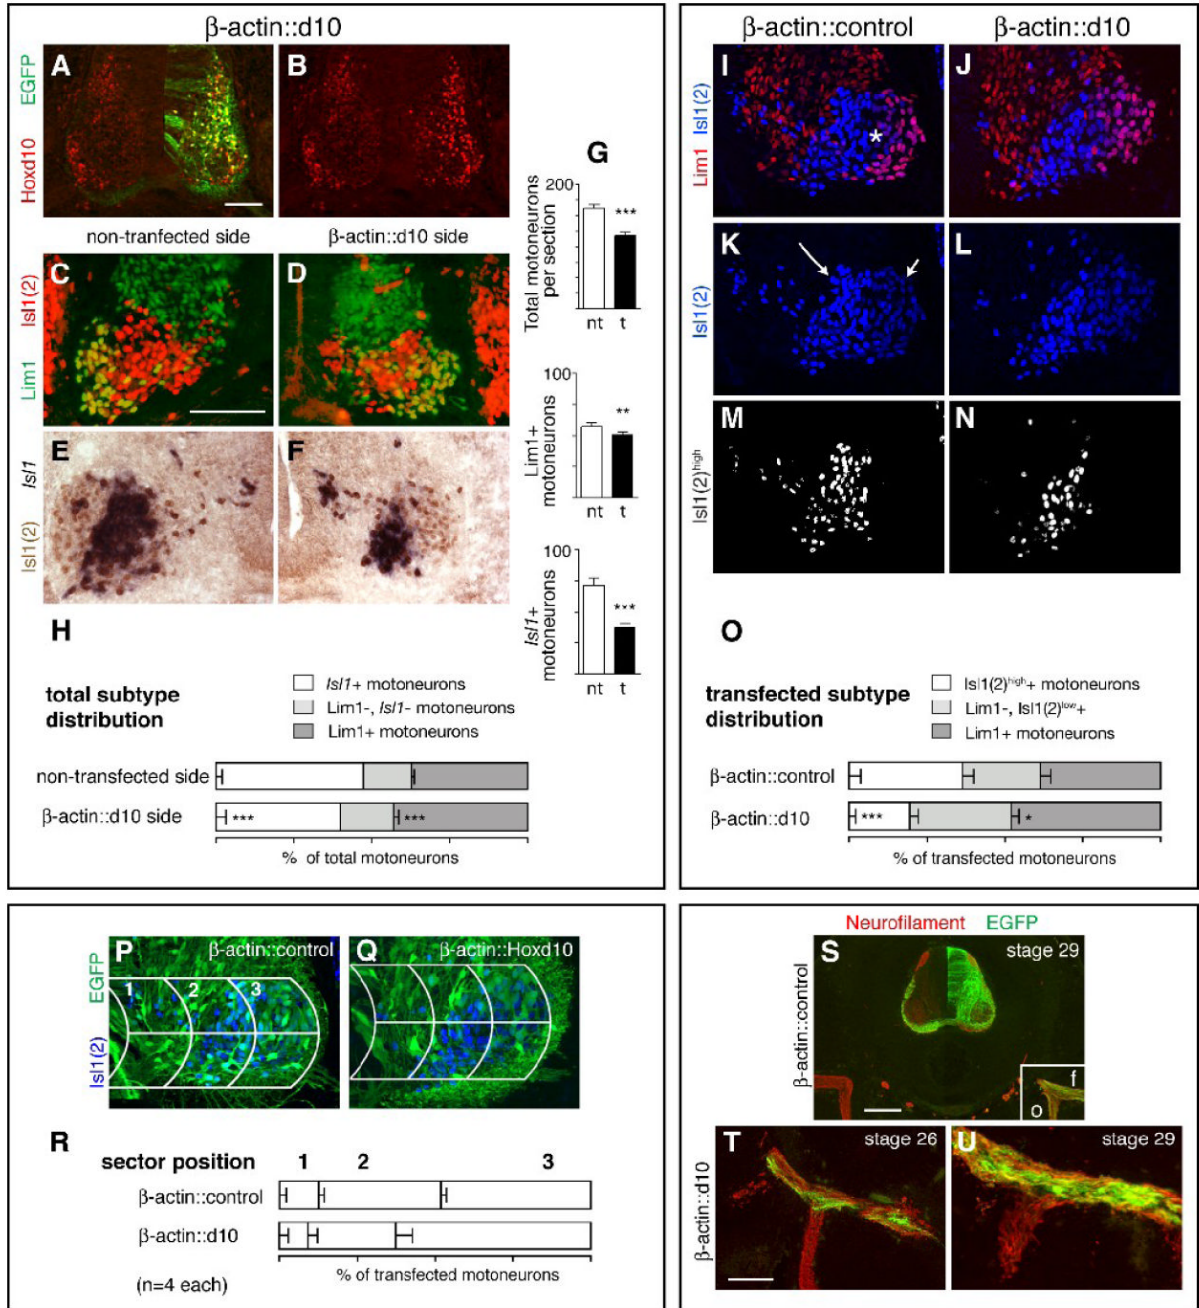 β-actin::d10
A
B
EGFP
Hoxd10
non-tranfected side
β-actin::d10 side
C
D
Isl1(2)
Lim1
E
F
Isl1
Isl1(2)
G
200
Total motoneurons
per section
***
nt t
100
Lim1+
motoneurons
**
nt t
100
Isl1+
motoneurons
***
nt t
H
total subtype
distribution
Isl1+ motoneurons
Lim1-, Isl1- motoneurons
Lim1+ motoneurons
non-transfected side
β-actin::d10 side
*** ***
% of total motoneurons
β-actin::control
β-actin::d10
I
J
Lim1 Isl1(2)
*
K
L
Isl1(2)
M
N
Isl1(2)high
O
transfected subtype
distribution
Isl1(2)high+ motoneurons
Lim1-, Isl1(2)low+
Lim1+ motoneurons
β-actin::control
β-actin::d10
*** *
% of transfected motoneurons
P
β-actin::control
Q
β-actin::Hoxd10
1 2 3
EGFP
Isl1(2)
R
sector position 1 2 3
β-actin::control
β-actin::d10
% of transfected motoneurons
(n=4 each)
Neurofilament EGFP
S
stage 29
β-actin::control
f
o
T
stage 26
U
stage 29
β-actin::d10